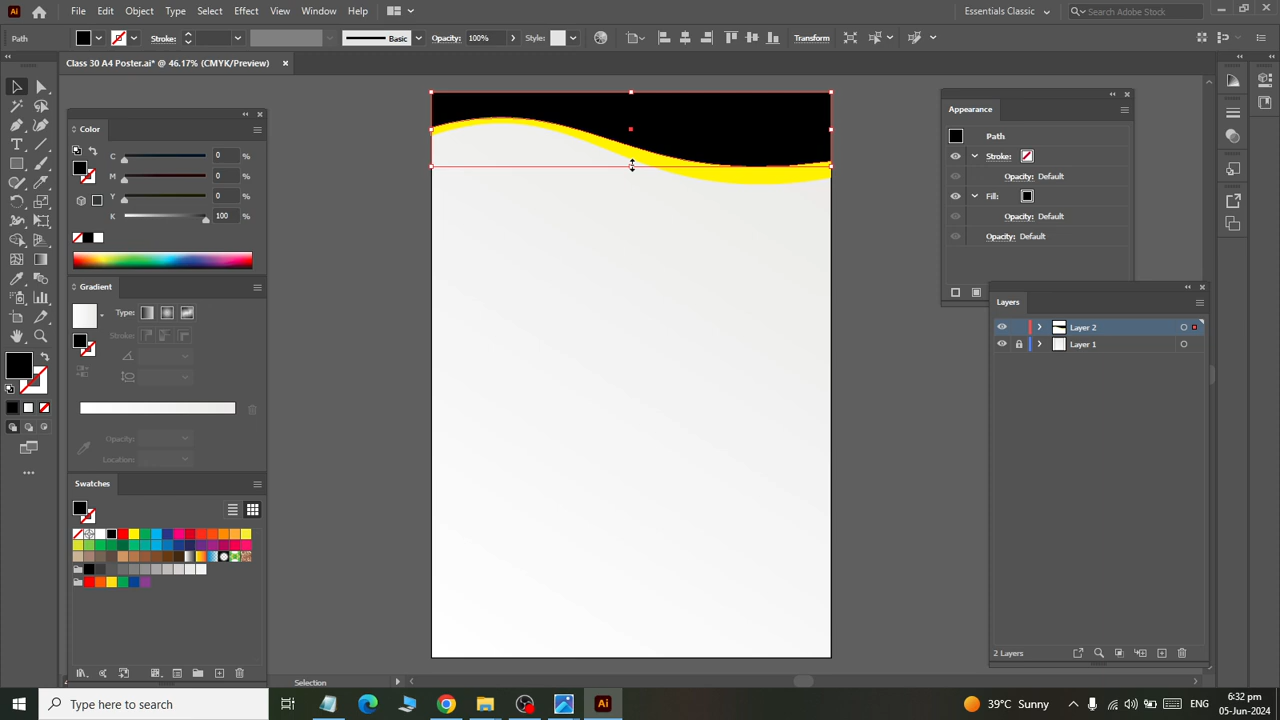 Ai
File
Edit
Object
Type
Select
Effect
View
Window
Help
Essentials Classic
Search Adobe Stock
Path
Stroke:
Basic
Opacity:
100%
Style:
Transform
Class 30 A4 Poster.ai* @ 46.17% (CMYK/Preview)
Color
C
0
%
M
0
%
Y
0
%
K
100
%
Gradient
Type:
Stroke:
Opacity:
Location:
Swatches
Appearance
Path
Stroke:
Opacity: Default
Fill:
Opacity: Default
Opacity: Default
Layers
Layer 2
Layer 1
2 Layers
Selection
Type here to search
Ai
39°C Sunny
ENG
6:32 pm
05-Jun-2024